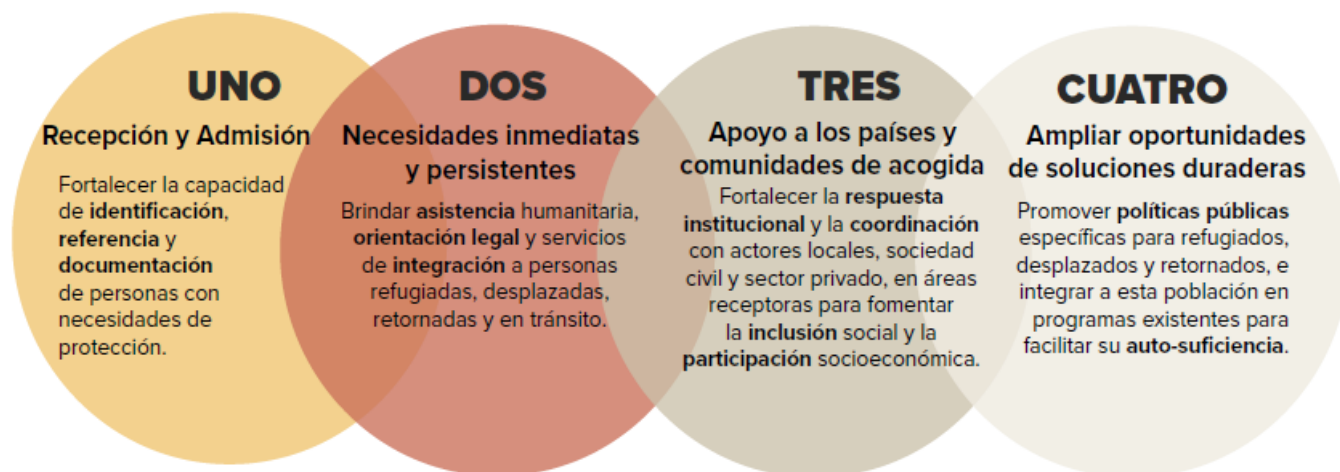 UNO
Recepción y Admisión
Fortalecer la capacidad
de identificación,
referencia y
documentación
de personas con
necesidades de
protección.
DOS
Necesidades inmediatas
y persistentes
Brindar asistencia humanitaria,
orientación legal y servicios
de integración a personas
refugiadas, desplazadas,
retornadas y en tránsito.
TRES
Apoyo a los países y
comunidades de acogida
Fortalecer la respuesta
institucional y la coordinación
con actores locales, sociedad
civil y sector privado, en áreas
receptoras para fomentar
la inclusión social y la
participación socioeconómica.
CUATRO
Ampliar oportunidades
de soluciones duraderas
Promover políticas públicas
específicas para refugiados,
desplazados y retornados, e
integrar a esta población en
programas existentes para
facilitar su auto-suficiencia.